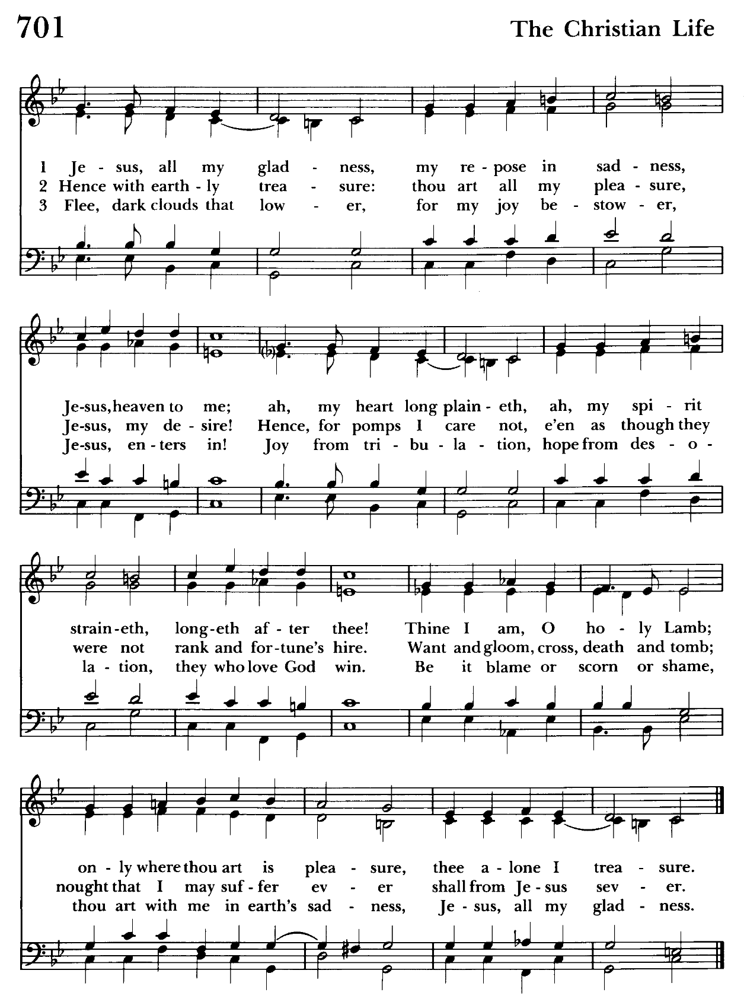 701 The Christian Life
1 Je - sus, all my glad - ness, my re - pose in sad - ness,
2 Hence with earth - ly trea - sure: thou art all my plea - sure,
3 Flee, dark clouds that low - er, for my joy be - stow - er,
Je-sus, heaven to me; ah, my heart long plain - eth, ah, my spi - rit
Je-sus, my de - sire! Hence, for pomps I care not, e'en as though they
Je-sus, en - ters in! Joy from tri - bu - la - tion, hope from des - o -
strain - eth, long-eth af - ter thee! Thine I am, O ho - ly Lamb;
were not rank and for-tune's hire. Want and gloom, cross, death and tomb;
la - tion, they who love God win. Be it blame or scorn or shame,
on - ly where thou art is plea - sure, thee a - lone I trea - sure.
nought that I may suf - fer ev - er shall from Je - sus sev - er.
thou art with me in earth's sad - ness, Je - sus, all my glad - ness.